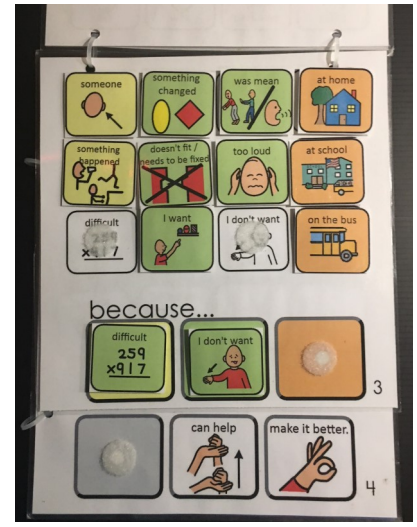 someone
something
changed
was mean
at home
something
happened
doesn't fit /
needs to be fixed
too loud
at school
difficult
259
x917
I want
I don't want
on the bus
because...
difficult
259
x917
I don't want
3
can help
make it better.
4